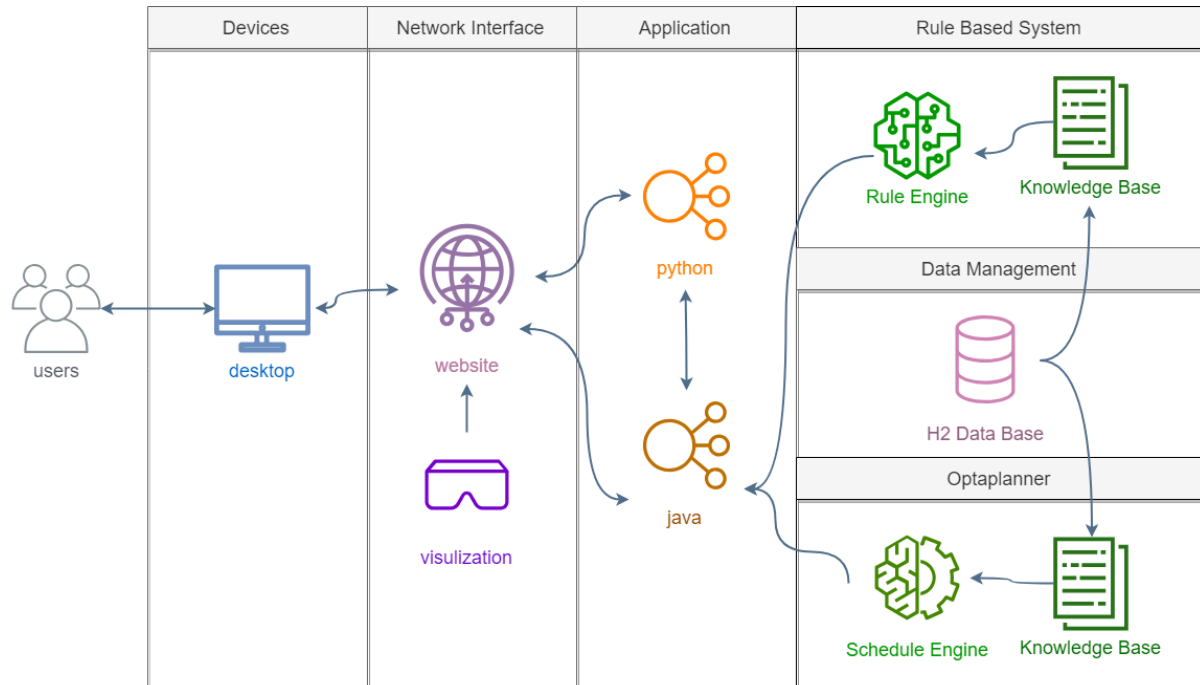 Devices
Network Interface
Application
Rule Based System
Rule Engine
Knowledge Base
python
Data Management
users
desktop
website
H2 Data Base
Optaplanner
java
visulization
Schedule Engine
Knowledge Base